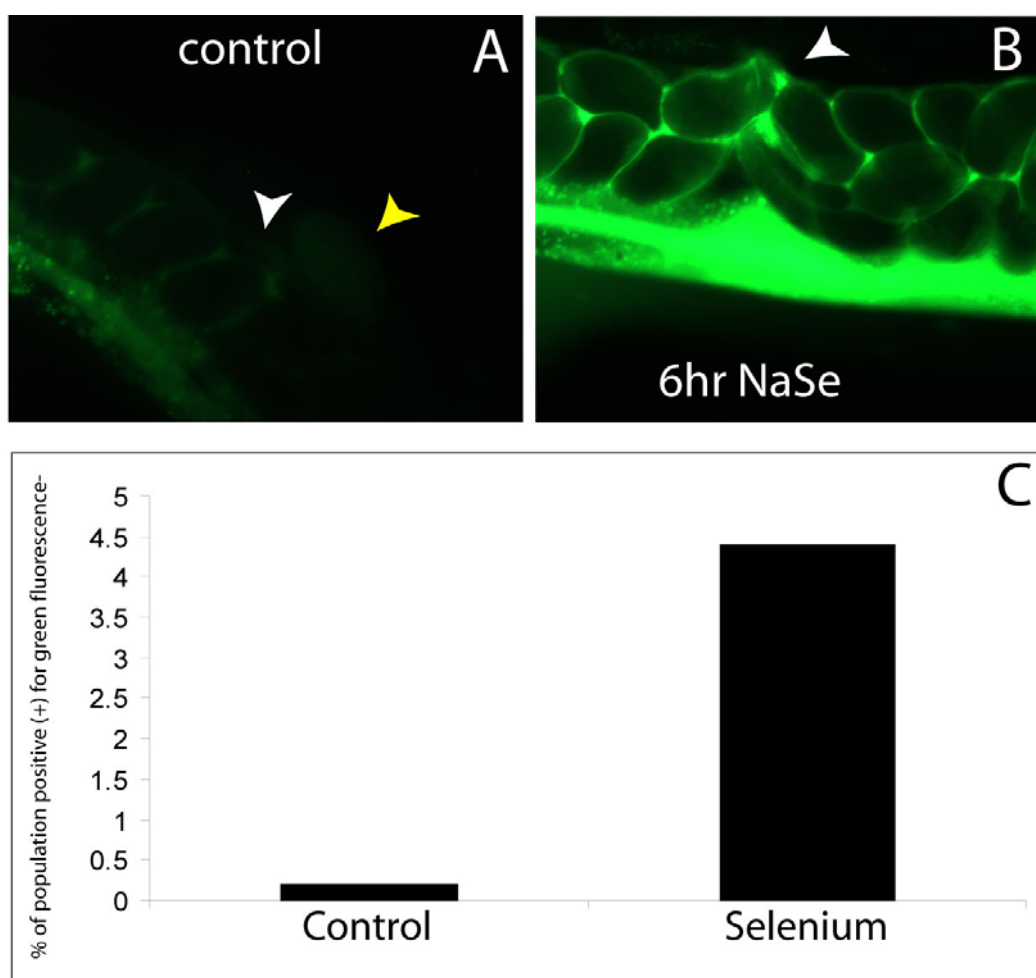 control
A
B
6hr NaSe
C
% of population positive (+) for green fluorescence-
5
4.5
4
3.5
3
2.5
2
1.5
1
0.5
0
Control
Selenium